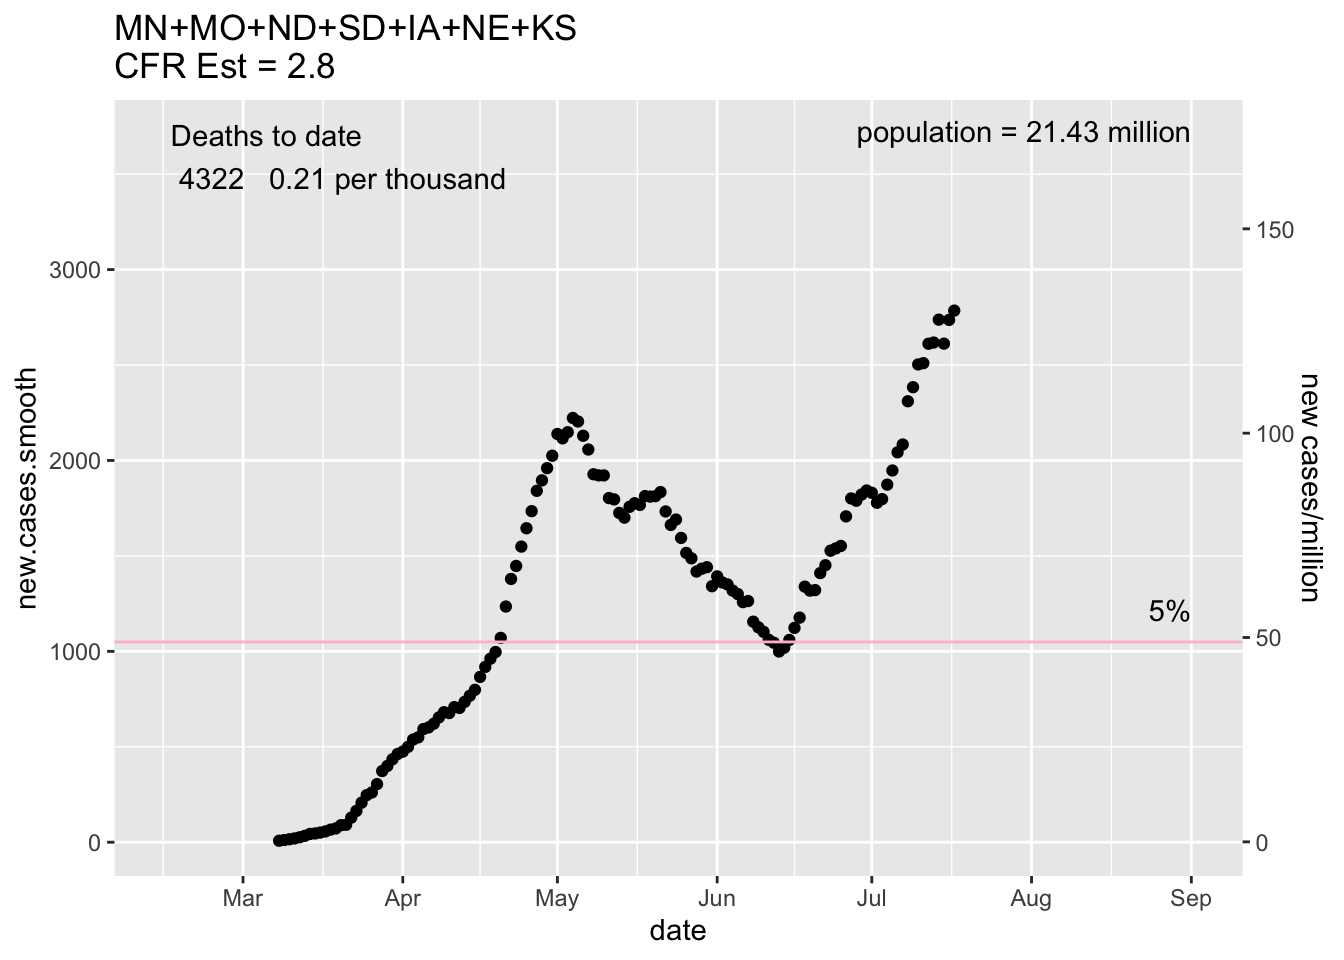 MN+MO+ND+SD+IA+NE+KS
CFR Est = 2.8
Deaths to date
4322 0.21 per thousand
population = 21.43 million
3000
2000
1000
0
new.cases.smooth
150
100
50
0
new cases/million
5%
Mar Apr May Jun Jul Aug Sep
date